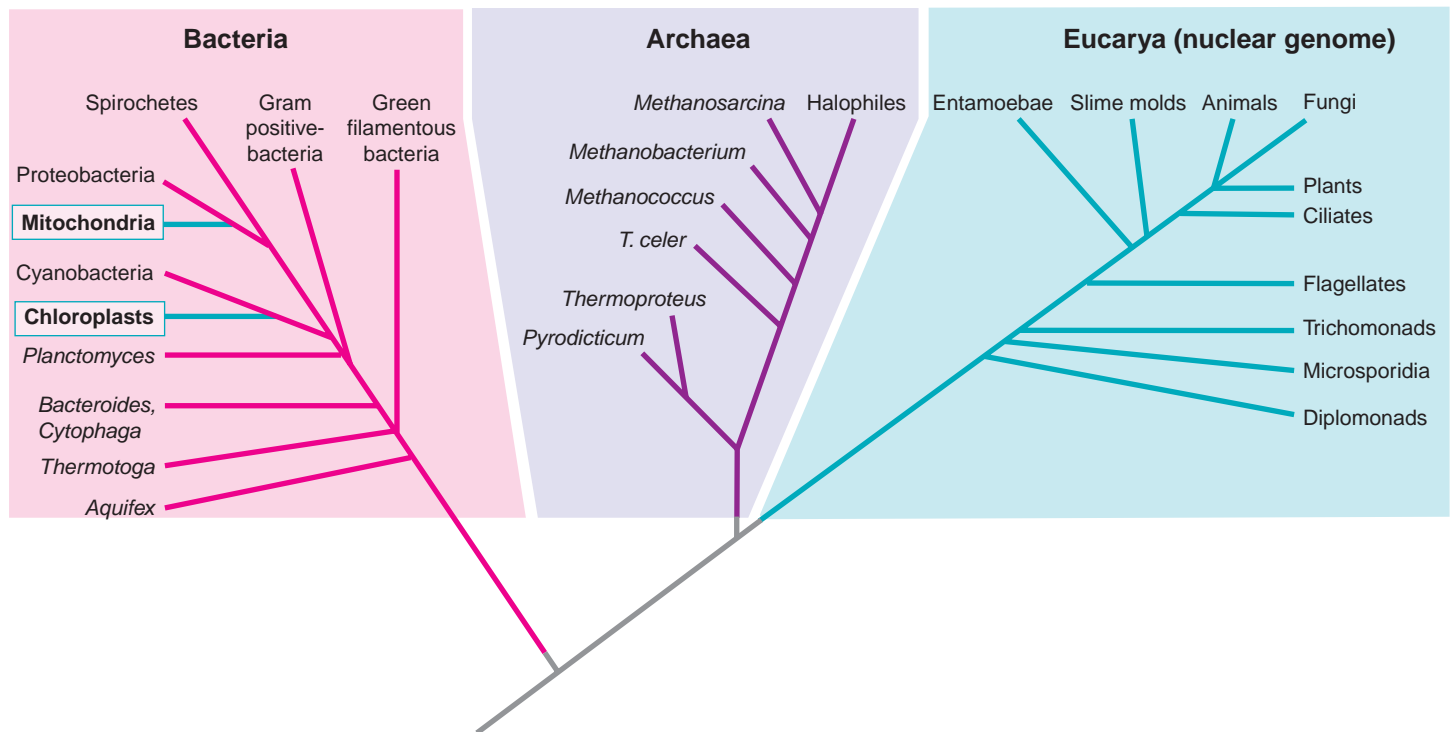 Bacteria
Archaea
Eucarya (nuclear genome)
Spirochetes
Gram
positive-
bacteria
Green
filamentous
bacteria
Proteobacteria
Mitochondria
Cyanobacteria
Chloroplasts
Planctomyces
Bacteroides,
Cytophaga
Thermotoga
Aquifex
Methanosarcina
Halophiles
Methanobacterium
Methanococcus
T. celer
Thermoproteus
Pyrodicticum
Entamoebae
Slime molds
Animals
Fungi
Plants
Ciliates
Flagellates
Trichomonads
Microsporidia
Diplomonads